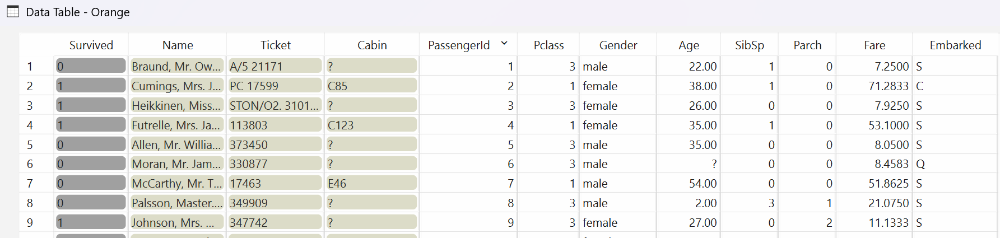 Data Table - Orange
Survived Name Ticket Cabin PassengerId Pclass Gender Age SibSp Parch Fare Embarked
1 0 Braund, Mr. Ow... A/5 21171 ? 1 3 male 22.00 1 0 7.2500 S
2 1 Cumings, Mrs. J... PC 17599 C85 2 1 female 38.00 1 0 71.2833 C
3 1 Heikkinen, Miss... STON/O2. 3101... ? 3 3 female 26.00 0 0 7.9250 S
4 1 Futrelle, Mrs. Ja... 113803 C123 4 1 female 35.00 1 0 53.1000 S
5 0 Allen, Mr. Willia... 373450 ? 5 3 male 35.00 0 0 8.0500 S
6 0 Moran, Mr. Jam... 330877 ? 6 3 male ? 0 0 8.4583 Q
7 0 McCarthy, Mr. T... 17463 E46 7 1 male 54.00 0 0 51.8625 S
8 0 Palsson, Master.... 349909 ? 8 3 male 2.00 3 1 21.0750 S
9 1 Johnson, Mrs. ... 347742 ? 9 3 female 27.00 0 2 11.1333 S